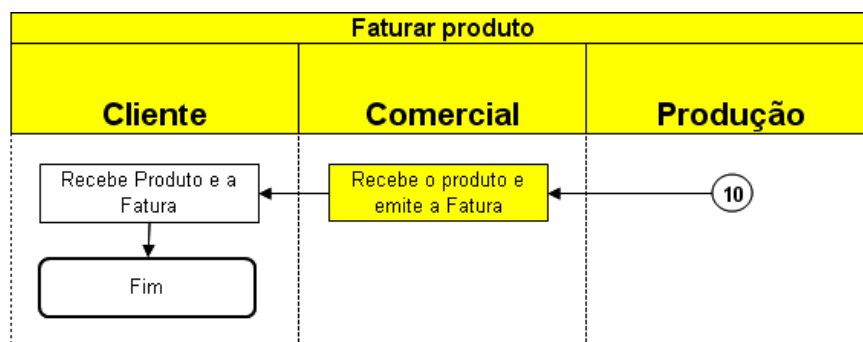 Faturar produto
Cliente
Comercial
Produção
Recebe Produto e a
Fatura
Recebe o produto e
emite a Fatura
10
Fim